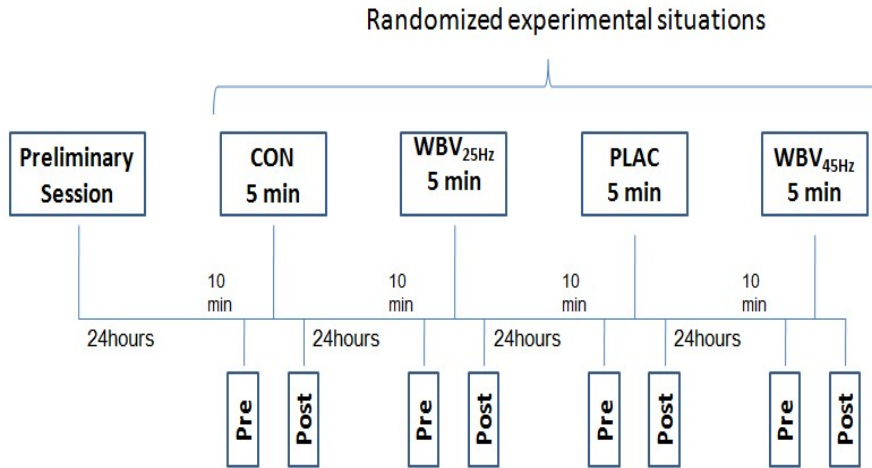 Randomized experimental situations
Preliminary
Session
CON
5 min
WBV25Hz
5 min
PLAC
5 min
WBV45Hz
5 min
10
min
10
min
10
min
10
min
24hours
24hours
24hours
24hours
Pre
Post
Pre
Post
Pre
Post
Pre
Post